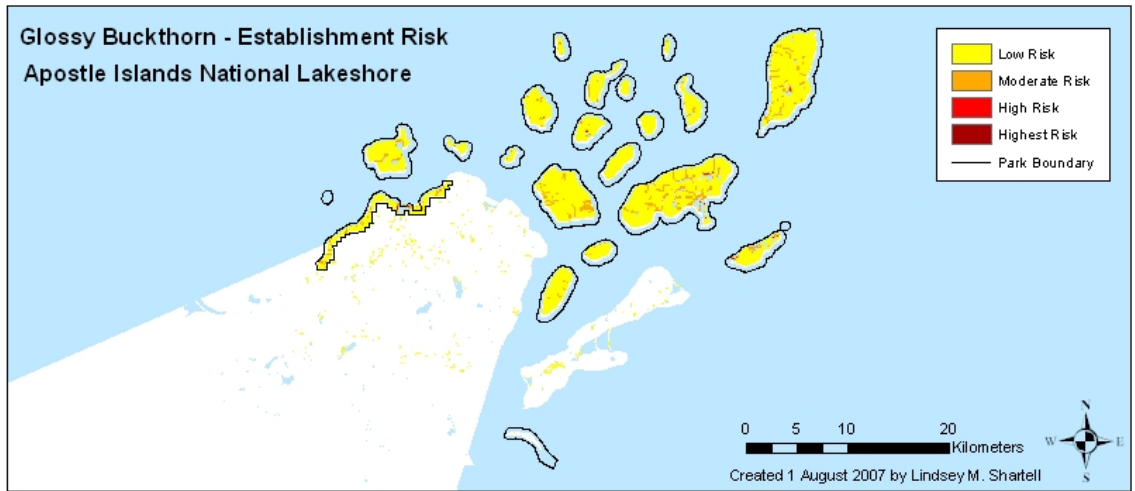 Glossy Buckthorn - Establishment Risk
Apostle Islands National Lakeshore
Low Risk
Moderate Risk
High Risk
Highest Risk
Park Boundary
N
W E
S
0 5 10 20
Kilometers
Created 1 August 2007 by Lindsey M. Shartell